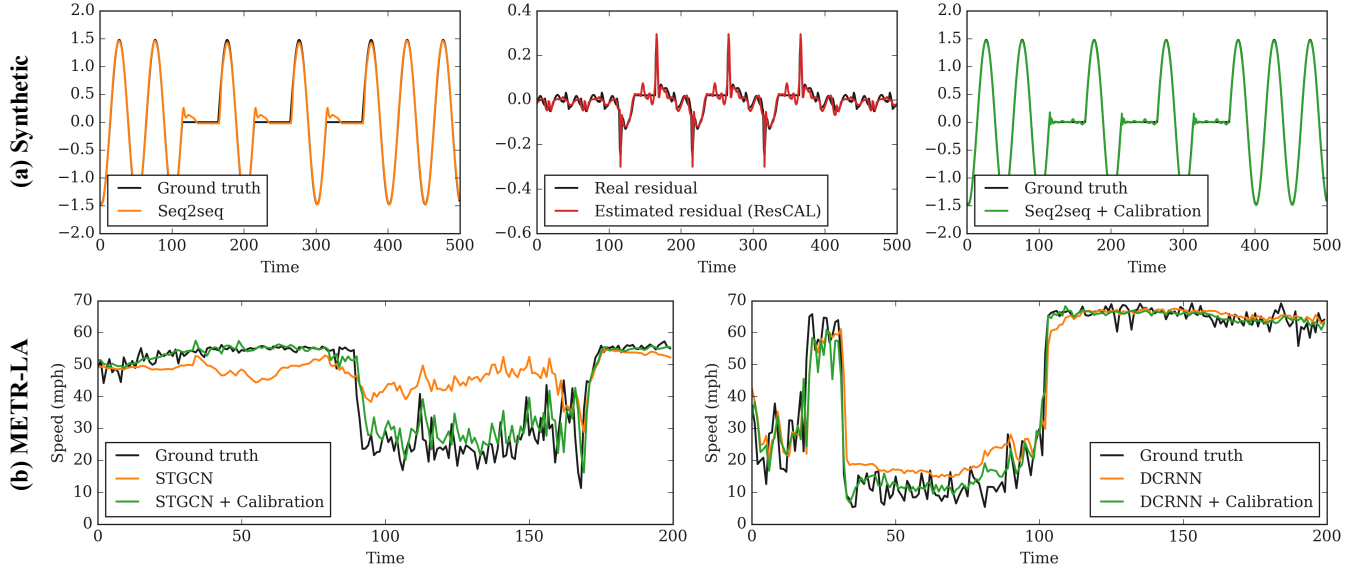 (a) Synthetic
2.0
1.5
1.0
0.5
0.0
−0.5
−1.0
−1.5
−2.0
0 100 200 300 400 500
Time
Ground truth
Seq2seq
0.4
0.2
0.0
−0.2
−0.4
−0.6
0 100 200 300 400 500
Time
Real residual
Estimated residual (ResCAL)
2.0
1.5
1.0
0.5
0.0
−0.5
−1.0
−1.5
−2.0
0 100 200 300 400 500
Time
Ground truth
Seq2seq + Calibration
(b) METR-LA
Speed (mph)
70
60
50
40
30
20
10
0
0 50 100 150 200
Time
Ground truth
STGCN
STGCN + Calibration
Speed (mph)
70
60
50
40
30
20
10
0
0 50 100 150 200
Time
Ground truth
DCRNN
DCRNN + Calibration